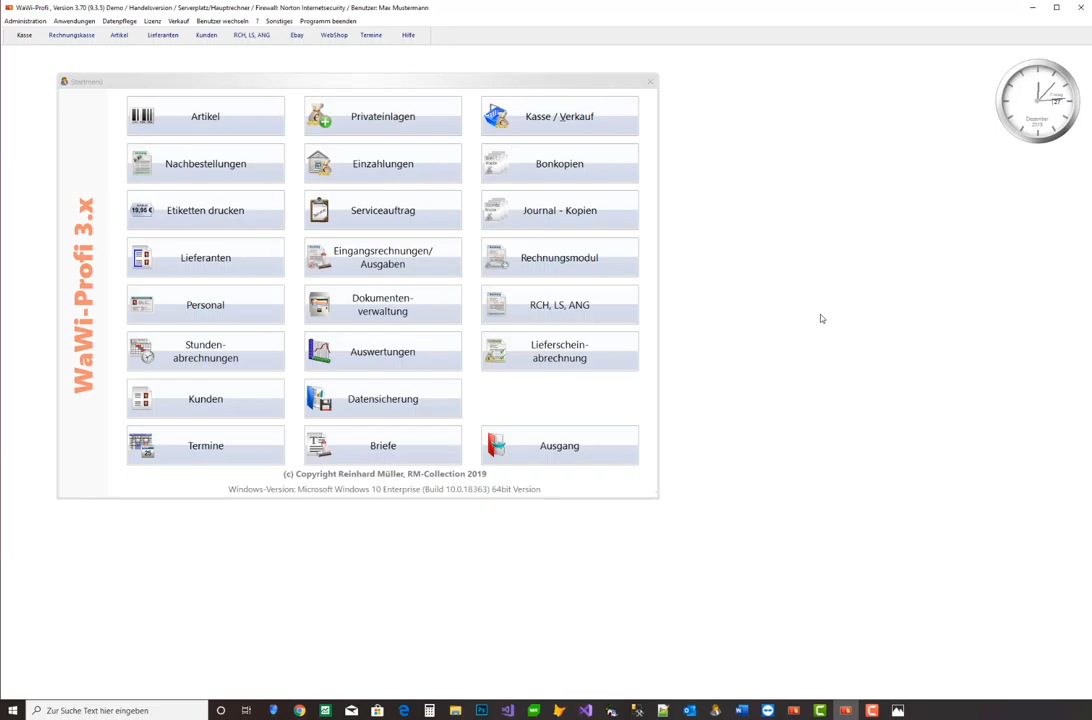 WaWi-Profi , Version 3.70 (9.3.5) Demo / Handelsversion / Serverplatz/Hauptrechner / Firewall: Norton Internetsecurity / Benutzer: Max Mustermann
Administration Anwendungen Datenpflege Lizenz Verkauf Benutzer wechseln ? Sonstiges Programm beenden
Kasse Rechnungskasse Artikel Lieferanten Kunden RCH, LS, ANG Ebay WebShop Termine Hilfe
Startmenü
WaWi-Profi 3.x
Artikel
Privateinlagen
Kasse / Verkauf
Nachbestellungen
Einzahlungen
Bonkopien
Etiketten drucken
Serviceauftrag
Journal - Kopien
Lieferanten
Eingangsrechnungen/
Ausgaben
Rechnungsmodul
Personal
Dokumenten-
verwaltung
RCH, LS, ANG
Stunden-
abrechnungen
Auswertungen
Lieferschein-
abrechnung
Kunden
Datensicherung
Termine
Briefe
Ausgang
(c) Copyright Reinhard Müller, RM-Collection 2019
Windows-Version: Microsoft Windows 10 Enterprise (Build 10.0.18363) 64bit Version
Freitag
27
Dezember
2019
Zur Suche Text hier eingeben